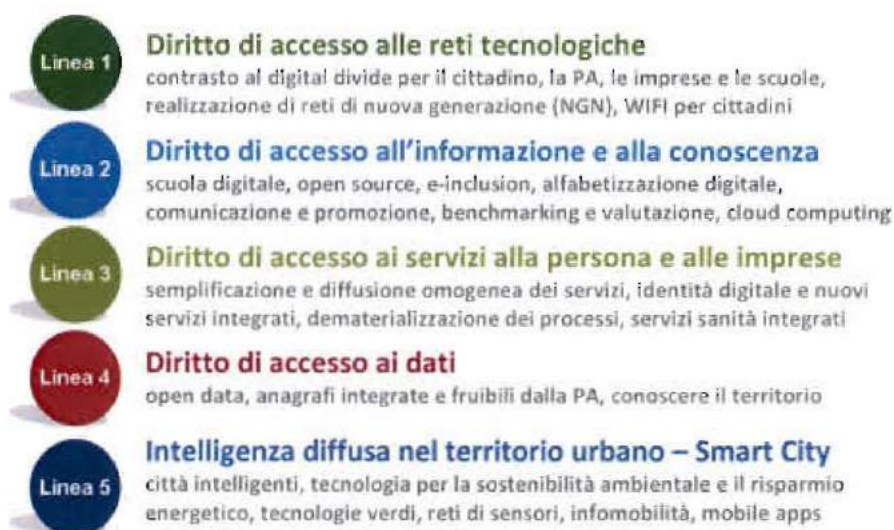 Linea 1
Diritto di accesso alle reti tecnologiche
contrasto al digital divide per il cittadino, la PA, le imprese e le scuole,
realizzazione di reti di nuova generazione (NGN), WIFI per cittadini
Linea 2
Diritto di accesso all'informazione e alla conoscenza
scuola digitale, open source, e-inclusion, alfabetizzazione digitale,
comunicazione e promozione, benchmarking e valutazione, cloud computing
Linea 3
Diritto di accesso ai servizi alla persona e alle imprese
semplificazione e diffusione omogenea dei servizi, identità digitale e nuovi
servizi integrati, dematerializzazione dei processi, servizi sanità integrati
Linea 4
Diritto di accesso ai dati
open data, anagrafi integrate e fruibili dalla PA, conoscere il territorio
Linea 5
Intelligenza diffusa nel territorio urbano – Smart City
città intelligenti, tecnologia per la sostenibilità ambientale e il risparmio
energetico, tecnologie verdi, reti di sensori, infomobilità, mobile apps